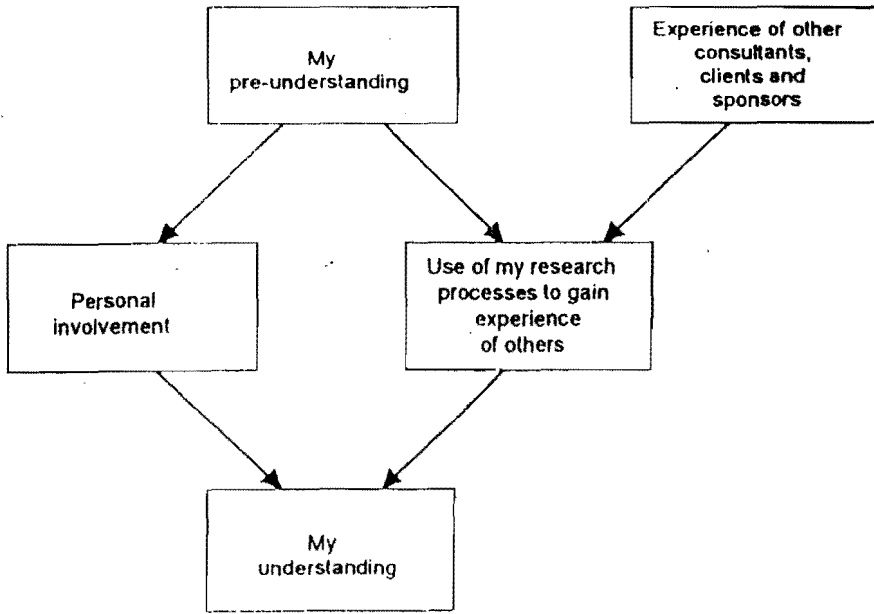 My
pre-understanding
Experience of other
consultants,
clients and
sponsors
Personal
involvement
Use of my research
processes to gain
experience
of others
My
understanding